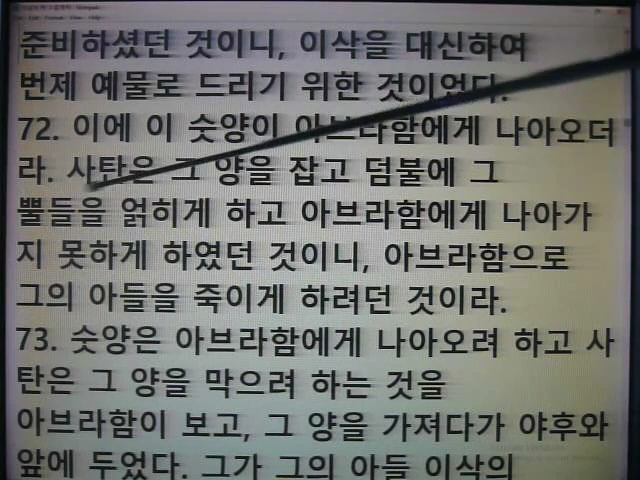 준비하셨던 것이니, 이삭을 대신하여
번제 예물로 드리기 위한 것이었다.
72. 이에 이 숫양이 아브라함에게 나아오더
라. 사탄은 그 양을 잡고 덤불에 그
뿔들을 얽히게 하고 아브라함에게 나아가
지 못하게 하였던 것이니, 아브라함으로
그의 아들을 죽이게 하려던 것이라.
73. 숫양은 아브라함에게 나아오려 하고 사
탄은 그 양을 막으려 하는 것을
아브라함이 보고, 그 양을 가져다가 야후와
앞에 두었다. 그가 그의 아들 이삭의